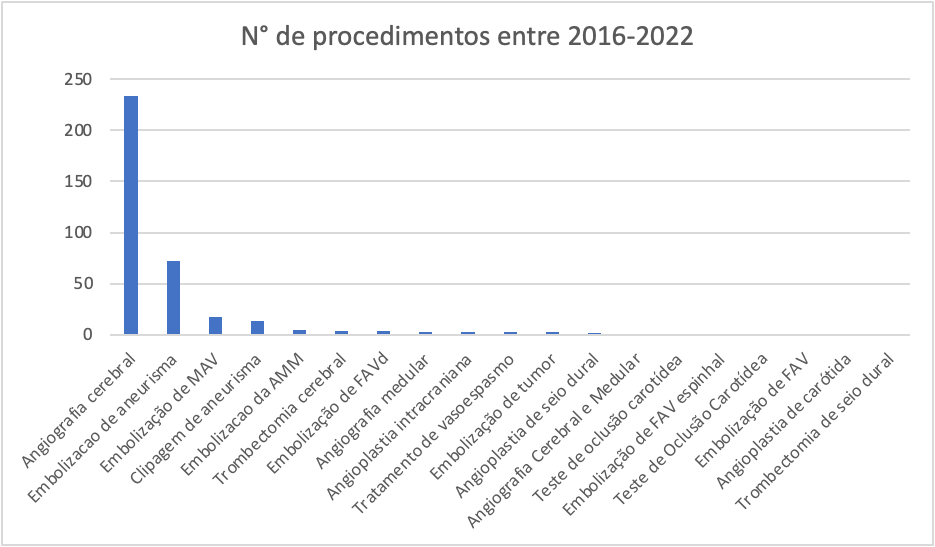 N° de procedimentos entre 2016-2022
250
200
150
100
50
0
Angiografia cerebral
Embolizacao de aneurisma
Embolização de MAV
Clipagem de aneurisma
Embolizacao da AMM
Trombectomia cerebral
Embolização de FAVd
Angiografia medular
Angioplastia intracraniana
Tratamento de vasoespasmo
Embolização de tumor
Angioplastia de seio dural
Angiografia Cerebral e Medular
Teste de oclusão carotídea
Embolização de FAV espinhal
Teste de Oclusão Carotídea
Embolização de FAV
Angioplastia de carótida
Trombectomia de seio dural